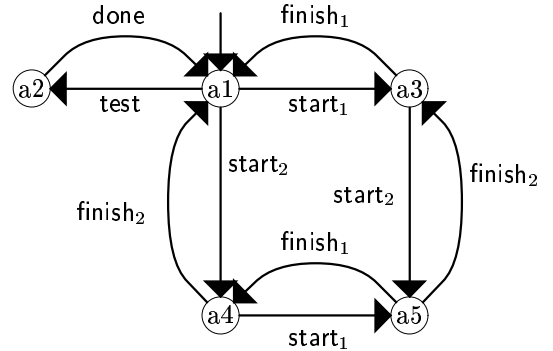 done
finish₁
a2
a1
a3
test
start₁
start₂
finish₂
start₂
finish₂
finish₁
a4
a5
start₁